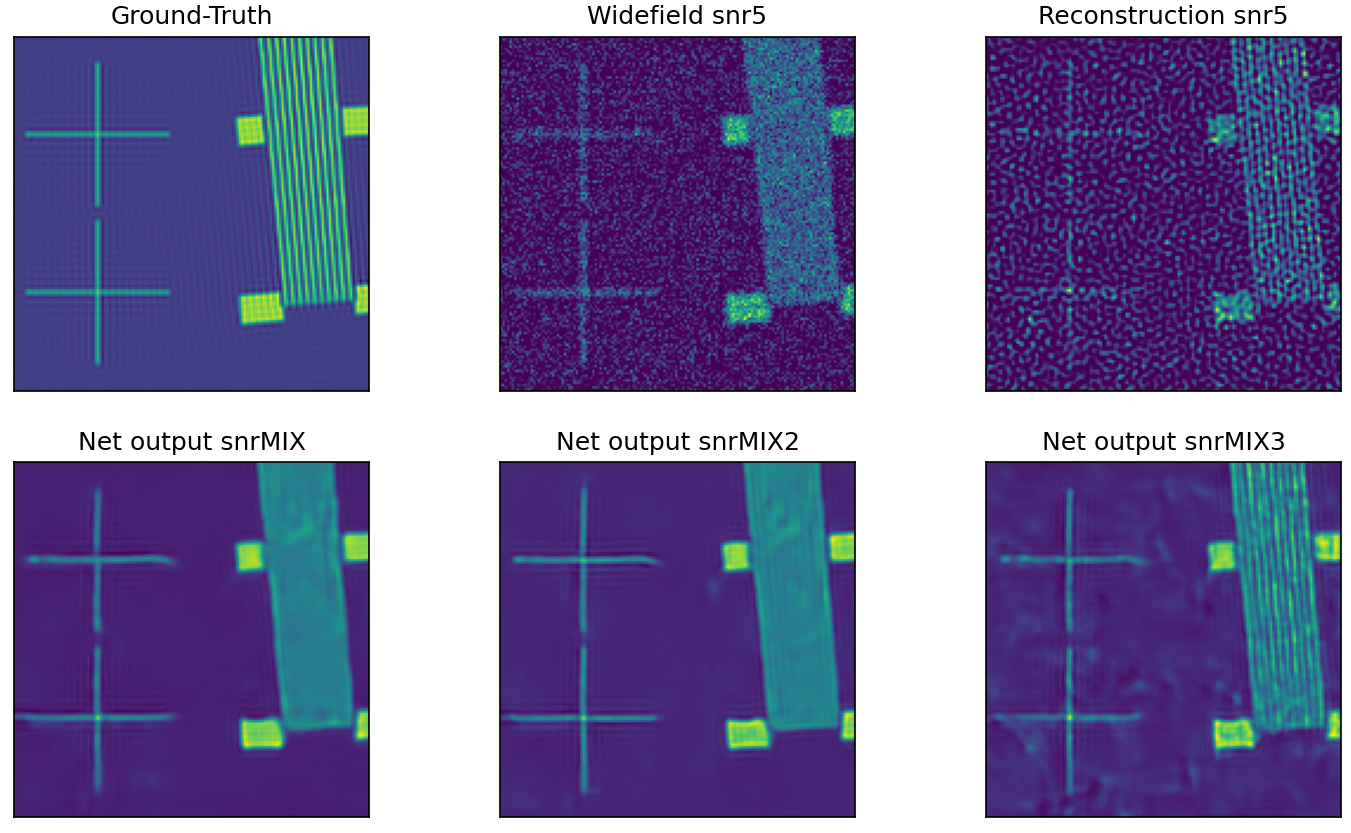 Ground-Truth
Widefield snr5
Reconstruction snr5
Net output snrMIX
Net output snrMIX2
Net output snrMIX3